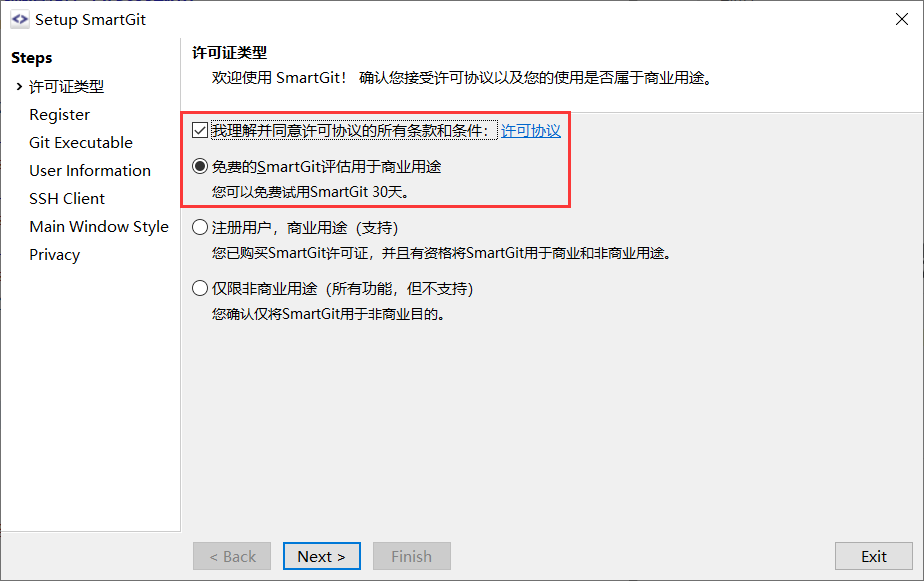 Setup SmartGit
Steps
许可证类型
Register
Git Executable
User Information
SSH Client
Main Window Style
Privacy
许可证类型
欢迎使用 SmartGit! 确认您接受许可协议以及您的使用是否属于商业用途。
我理解并同意许可协议的所有条款和条件: 许可协议
免费的SmartGit评估用于商业用途
您可以免费试用SmartGit 30天。
注册用户，商业用途（支持）
您已购买SmartGit许可证，并且有资格将SmartGit用于商业和非商业用途。
仅限非商业用途（所有功能，但不支持）
您确认仅将SmartGit用于非商业目的。
< Back
Next >
Finish
Exit